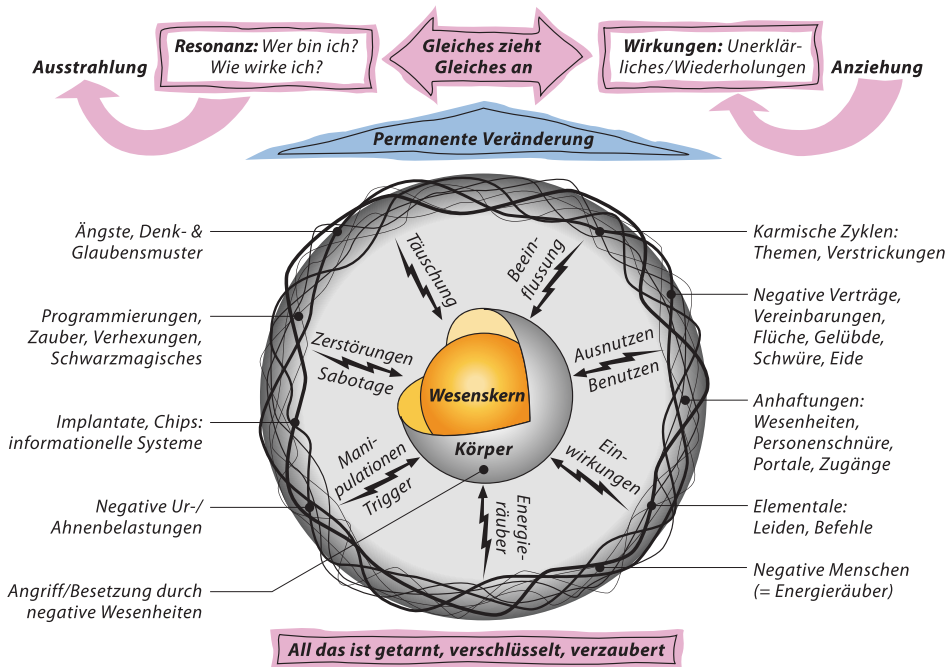 Resonanz: Wer bin ich?
Wie wirke ich?
Gleiches zieht
Gleiches an
Wirkungen: Unerklär-
liches/Wiederholungen
Ausstrahlung
Anziehung
Permanente Veränderung
Ängste, Denk- &
Glaubensmuster
Programmierungen,
Zauber, Verhexungen,
Schwarzmagisches
Implantate, Chips:
informationelle Systeme
Negative Ur-/
Ahnenbelastungen
Angriff/Besetzung durch
negative Wesenheiten
Täuschung
Beein-
flussung
Zerstörungen
Sabotage
Ausnutzen
Benutzen
Wesenskern
Körper
Mani-
pulationen
Trigger
Ein-
wirkungen
Energie-
räuber
Karmische Zyklen:
Themen, Verstrickungen
Negative Verträge,
Vereinbarungen,
Flüche, Gelübde,
Schwüre, Eide
Anhaftungen:
Wesenheiten,
Personenschnüre,
Portale, Zugänge
Elementale:
Leiden, Befehle
Negative Menschen
(= Energieräuber)
All das ist getarnt, verschlüsselt, verzaubert